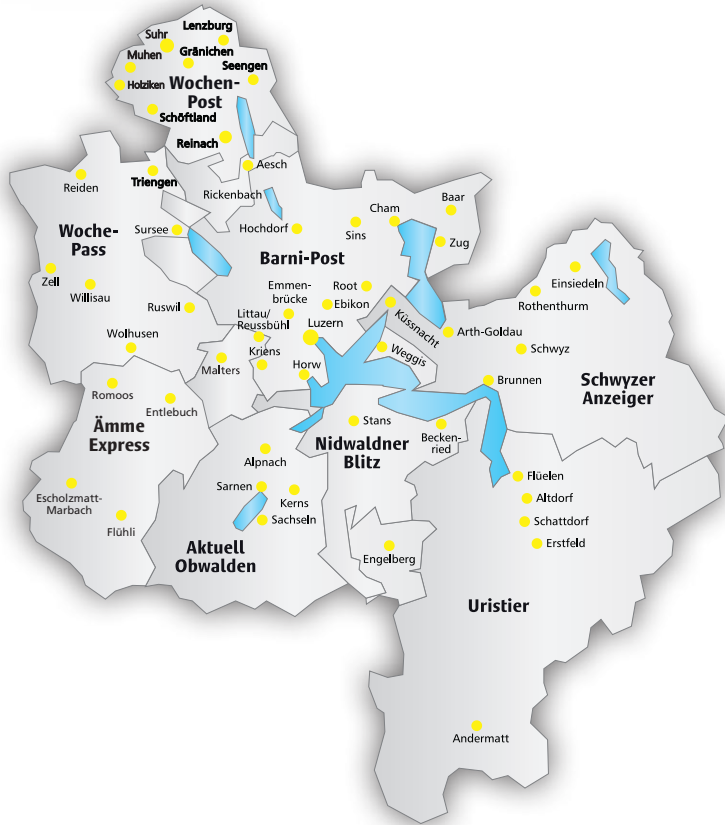 Lenzburg
Suhr
Gränichen
Muhen
Seengen
Holziken
Wochen-
Post
Schöftland
Reinach
Aesch
Reiden
Triengen
Rickenbach
Baar
Cham
Woche-
Pass
Sursee
Hochdorf
Sins
Zug
Barni-Post
Zell
Willisau
Emmen-
brücke
Root
Ebikon
Einsiedeln
Rothenthurm
Ruswil
Littau/
Reussbühl
Luzern
Küssnacht
Arth-Goldau
Wolhusen
Malters
Kriens
Horw
Weggis
Schwyz
Brunnen
Schwyzer
Anzeiger
Romoos
Entlebuch
Ämme
Express
Stans
Nidwaldner
Blitz
Becken-
ried
Alpnach
Escholzmatt-
Marbach
Sarnen
Kerns
Sachseln
Flüelen
Altdorf
Schattdorf
Erstfeld
Flühli
Aktuell
Obwalden
Engelberg
Uristier
Andermatt